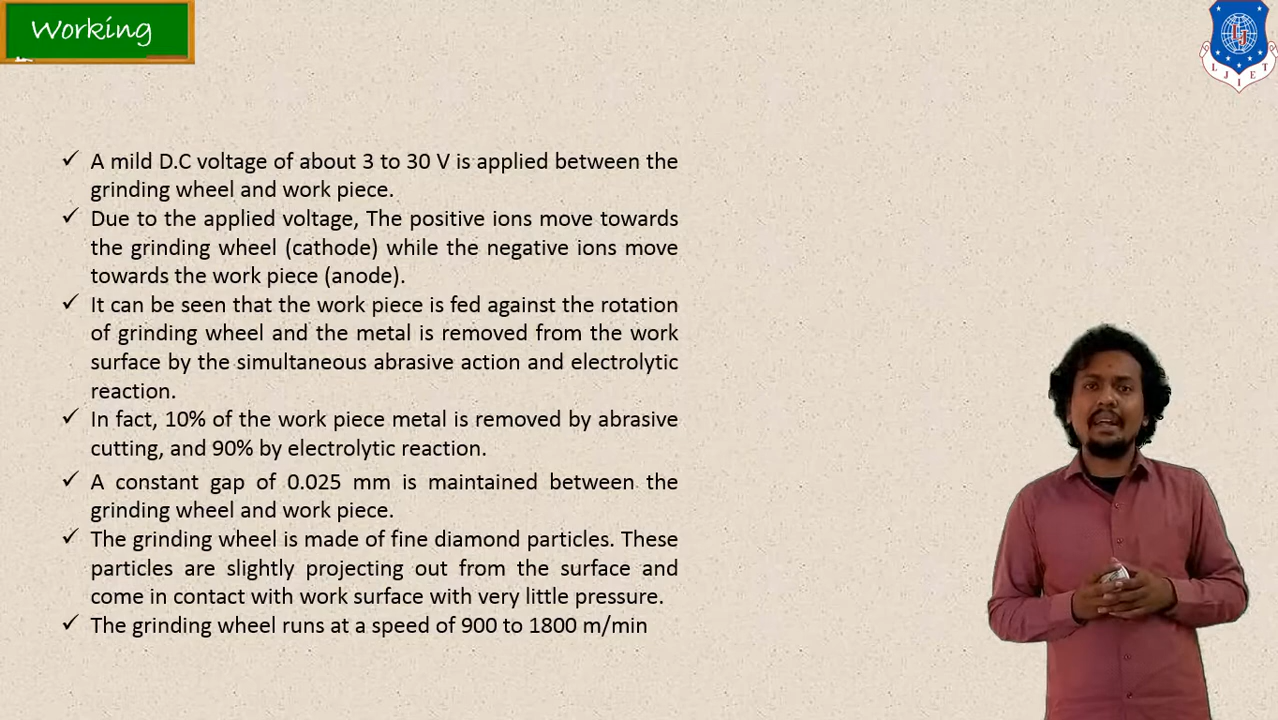 Working
✓ A mild D.C voltage of about 3 to 30 V is applied between the
grinding wheel and work piece.
✓ Due to the applied voltage, The positive ions move towards
the grinding wheel (cathode) while the negative ions move
towards the work piece (anode).
✓ It can be seen that the work piece is fed against the rotation
of grinding wheel and the metal is removed from the work
surface by the simultaneous abrasive action and electrolytic
reaction.
✓ In fact, 10% of the work piece metal is removed by abrasive
cutting, and 90% by electrolytic reaction.
✓ A constant gap of 0.025 mm is maintained between the
grinding wheel and work piece.
✓ The grinding wheel is made of fine diamond particles. These
particles are slightly projecting out from the surface and
come in contact with work surface with very little pressure.
✓ The grinding wheel runs at a speed of 900 to 1800 m/min
LJ
LJIET